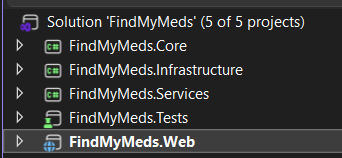 Solution 'FindMyMeds' (5 of 5 projects)
C# FindMyMeds.Core
C# FindMyMeds.Infrastructure
C# FindMyMeds.Services
FindMyMeds.Tests
FindMyMeds.Web